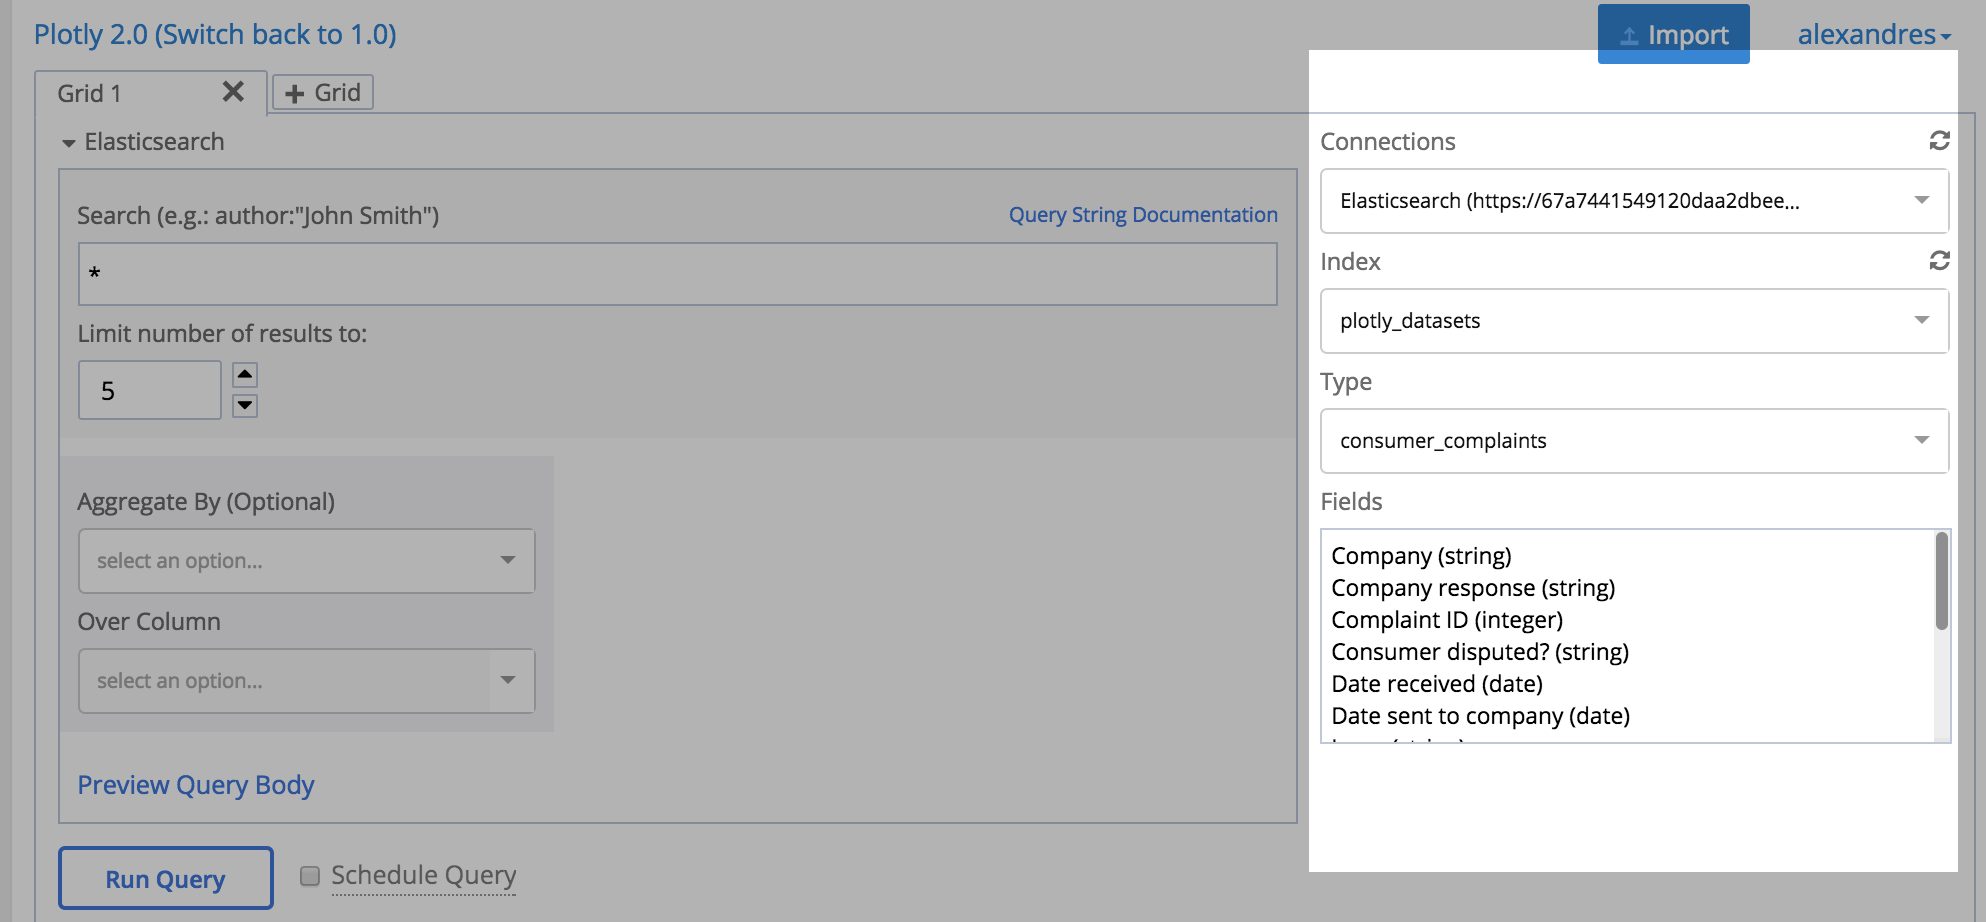 Plotly 2.0 (Switch back to 1.0)
Import
alexandres
Grid 1
Grid
Elasticsearch
Search (e.g.: author:"John Smith")
Query String Documentation
*
Limit number of results to:
5
Aggregate By (Optional)
select an option...
Over Column
select an option...
Preview Query Body
Run Query
Schedule Query
Connections
Elasticsearch (https://67a7441549120daa2dbee...
Index
plotly_datasets
Type
consumer_complaints
Fields
Company (string)
Company response (string)
Complaint ID (integer)
Consumer disputed? (string)
Date received (date)
Date sent to company (date)